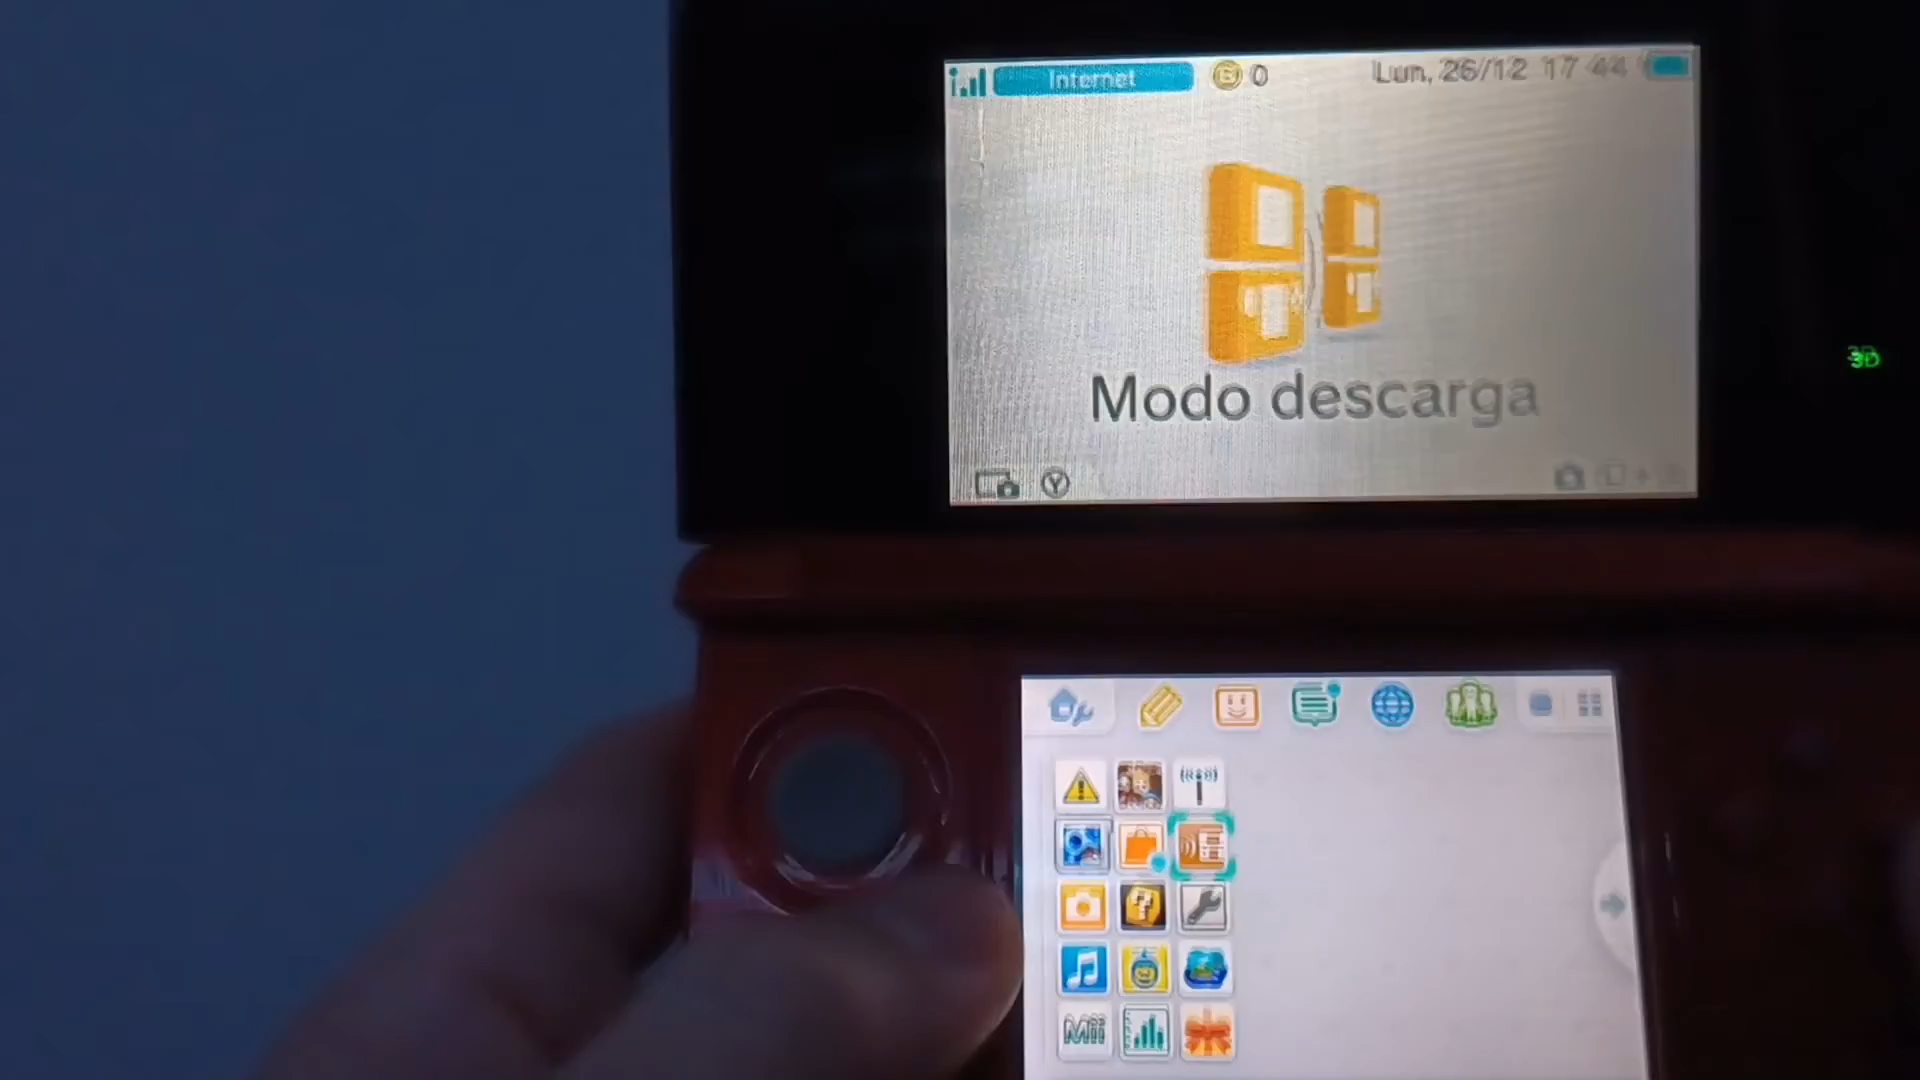 Internet
0
Lun, 26/12 17 44
Modo descarga
Y
3D
Mii